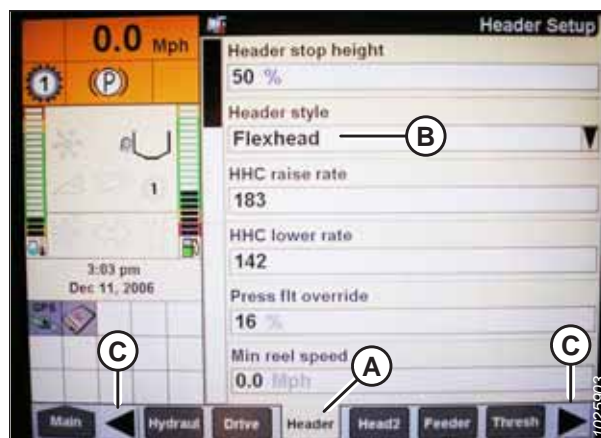 0.0 Mph
Header Setup
1
P
Header stop height
50 %
Header style
Flexhead
B
HHC raise rate
183
1
HHC lower rate
142
3:03 pm
Dec 11, 2006
Press flt override
16 %
GPS
Min reel speed
0.0 Mph
A
C
C
Main
Hydraul
Drive
Header
Head2
Feeder
Thresh
1025903